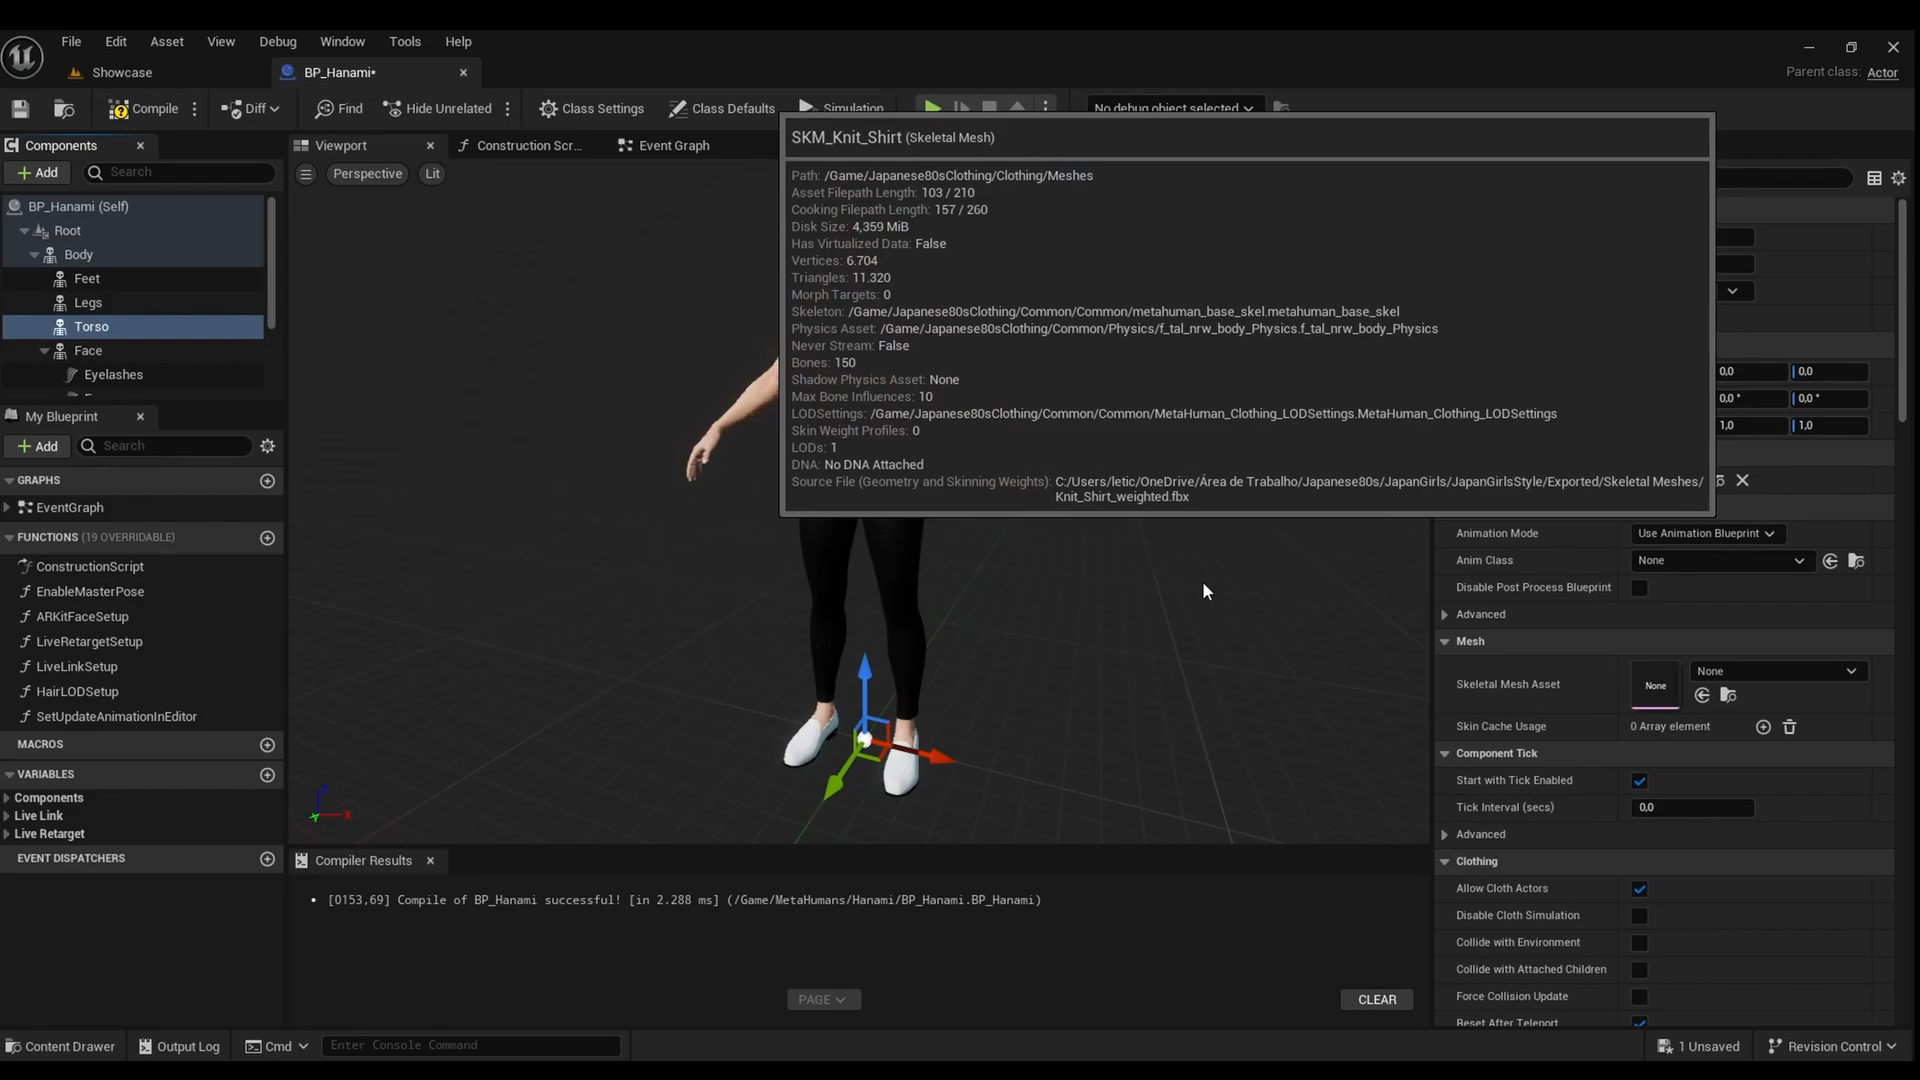 File Edit Asset View Debug Window Tools Help
Showcase
BP_Hanami*
Parent class: Actor
Compile
Diff
Find
Hide Unrelated
Class Settings
Class Defaults
Simulation
No debug object selected
Components
Add
Search
BP_Hanami (Self)
Root
Body
Feet
Legs
Torso
Face
Eyelashes
My Blueprint
Add
Search
GRAPHS
EventGraph
FUNCTIONS (19 OVERRIDABLE)
ConstructionScript
EnableMasterPose
ARKitFaceSetup
LiveRetargetSetup
LiveLinkSetup
HairLODSetup
SetUpdateAnimationInEditor
MACROS
VARIABLES
Components
Live Link
Live Retarget
EVENT DISPATCHERS
Viewport
Construction Scr...
Event Graph
Perspective
Lit
SKM_Knit_Shirt (Skeletal Mesh)
Path: /Game/Japanese80sClothing/Clothing/Meshes
Asset Filepath Length: 103 / 210
Cooking Filepath Length: 157 / 260
Disk Size: 4,359 MiB
Has Virtualized Data: False
Vertices: 6.704
Triangles: 11.320
Morph Targets: 0
Skeleton: /Game/Japanese80sClothing/Common/Common/metahuman_base_skel.metahuman_base_skel
Physics Asset: /Game/Japanese80sClothing/Common/Physics/f_tal_nrw_body_Physics.f_tal_nrw_body_Physics
Never Stream: False
Bones: 150
Shadow Physics Asset: None
Max Bone Influences: 10
LODSettings: /Game/Japanese80sClothing/Common/Common/MetaHuman_Clothing_LODSettings.MetaHuman_Clothing_LODSettings
Skin Weight Profiles: 0
LODs: 1
DNA: No DNA Attached
Source File (Geometry and Skinning Weights): C:/Users/letic/OneDrive/Área de Trabalho/Japanese80s/JapanGirls/JapanGirlsStyle/Exported/Skeletal Meshes/
Knit_Shirt_weighted.fbx
0,0 0,0
0,0 ° 0,0 °
1,0 1,0
Animation Mode Use Animation Blueprint
Anim Class None
Disable Post Process Blueprint
Advanced
Mesh
Skeletal Mesh Asset None None
Skin Cache Usage 0 Array element
Component Tick
Start with Tick Enabled
Tick Interval (secs) 0,0
Advanced
Clothing
Allow Cloth Actors
Disable Cloth Simulation
Collide with Environment
Collide with Attached Children
Force Collision Update
Reset After Teleport
Z X Y
Compiler Results
[0153,69] Compile of BP_Hanami successful! [in 2.288 ms] (/Game/MetaHumans/Hanami/BP_Hanami.BP_Hanami)
PAGE
CLEAR
Content Drawer
Output Log
Cmd
Enter Console Command
1 Unsaved
Revision Control